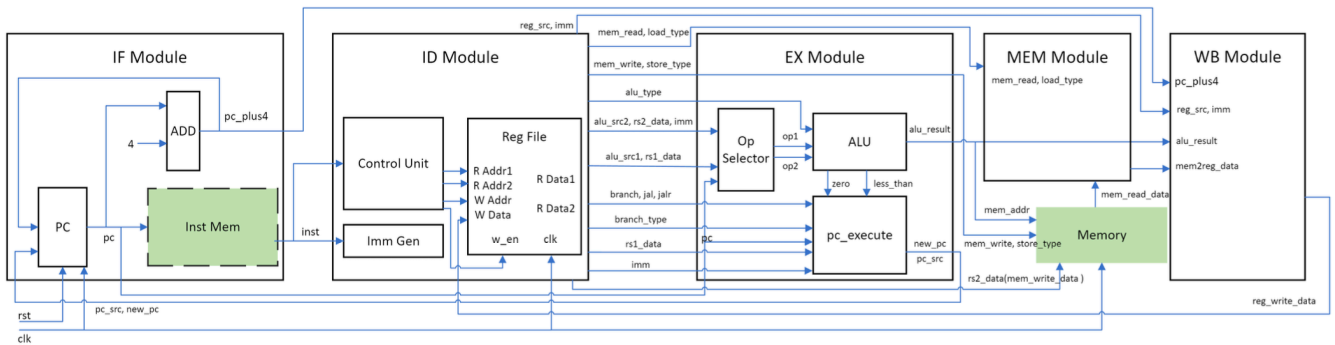 reg_src, imm
mem_read, load_type
IF Module
ID Module
EX Module
MEM Module
WB Module
mem_write, store_type
mem_read, load_type
pc_plus4
alu_type
reg_src, imm
pc_plus4
ADD
4
alu_src2, rs2_data, imm
Op
Selector
op1
op2
ALU
alu_result
alu_result
Control Unit
Reg File
R Addr1
R Addr2
W Addr
W Data
R Data1
R Data2
w_en
clk
alu_src1, rs1_data
mem2reg_data
zero
less_than
branch, jal, jalr
mem_read_data
PC
pc
Inst Mem
inst
Imm Gen
branch_type
pc
rs1_data
imm
pc_execute
new_pc
pc_src
mem_addr
Memory
mem_write, store_type
rs2_data(mem_write_data )
reg_write_data
pc_src, new_pc
rst
clk